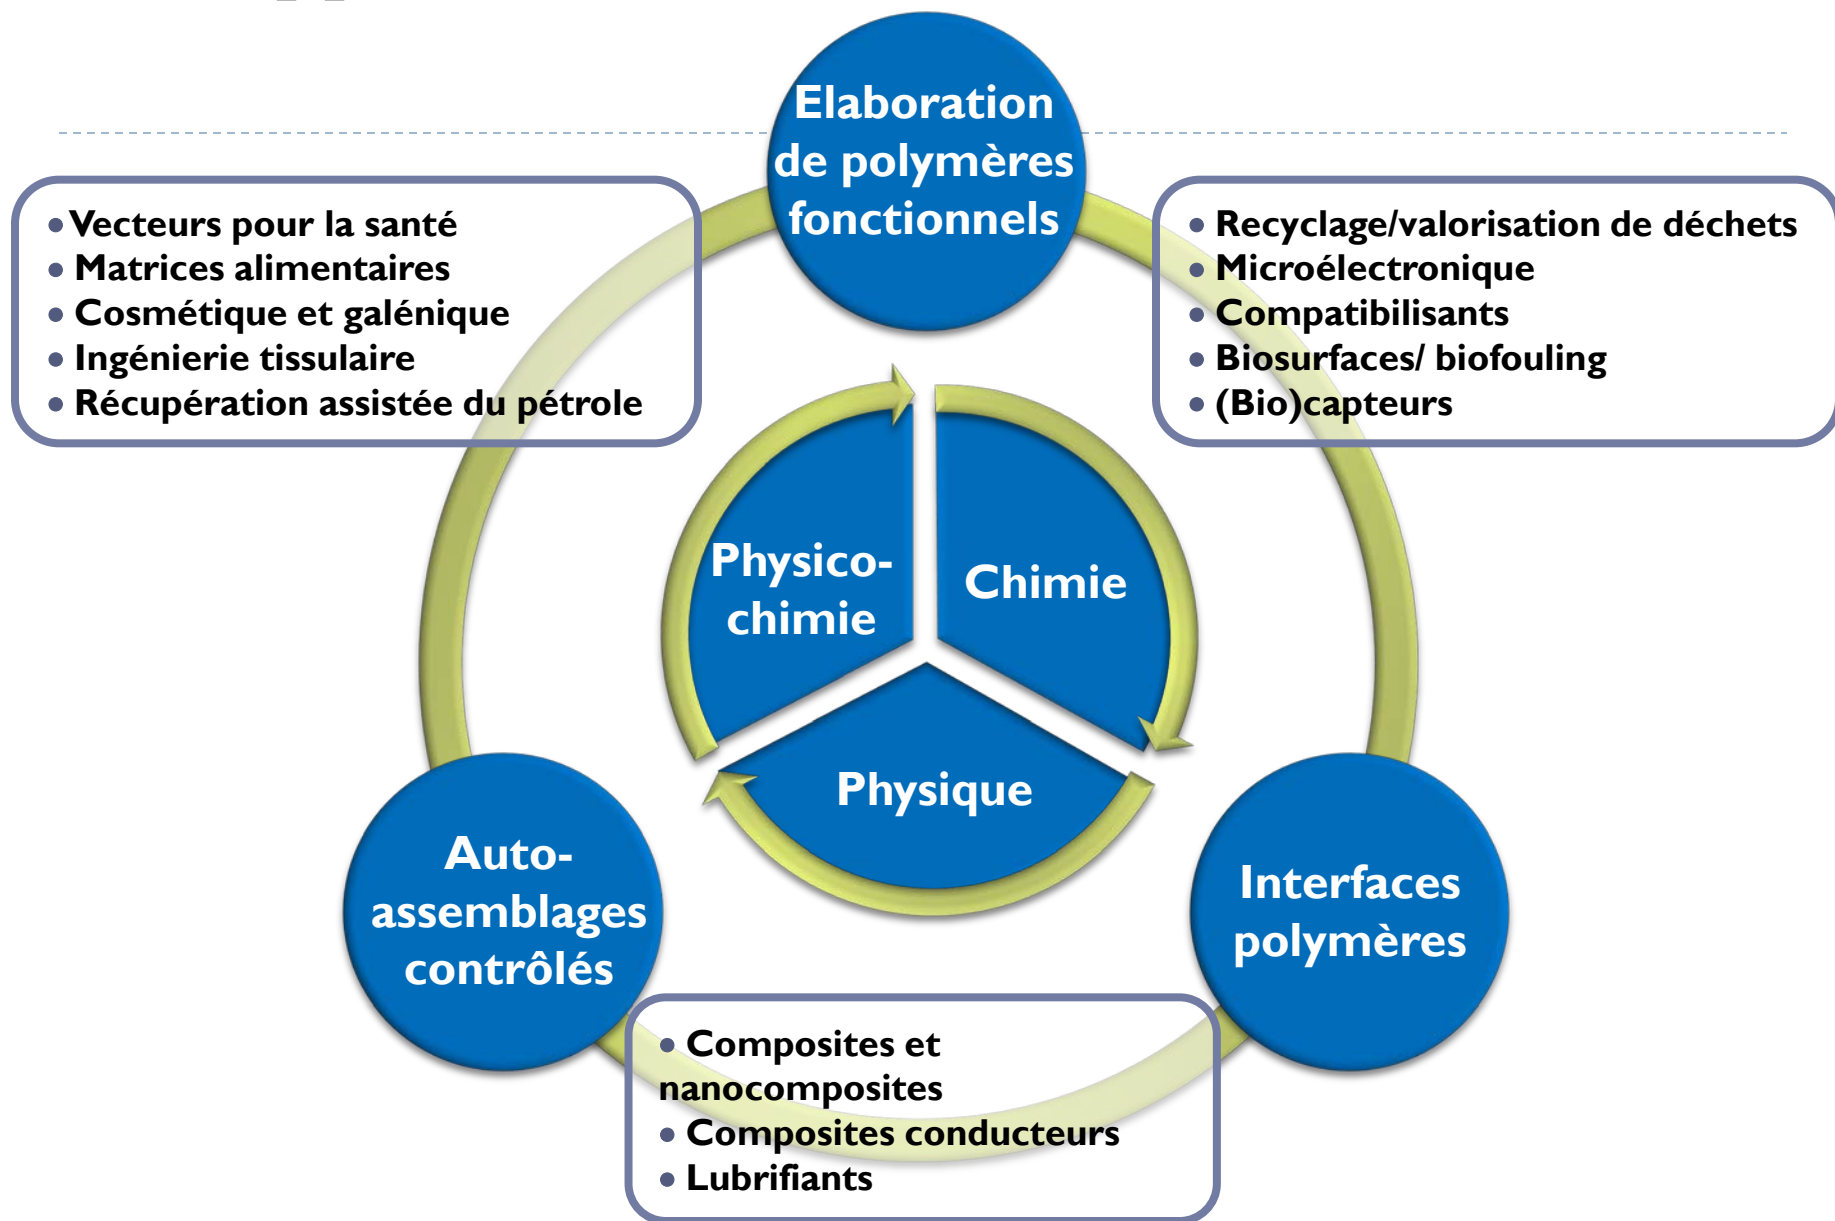 Elaboration
de polymères
fonctionnels
• Vecteurs pour la santé
• Matrices alimentaires
• Cosmétique et galénique
• Ingénierie tissulaire
• Récupération assistée du pétrole
• Recyclage/valorisation de déchets
• Microélectronique
• Compatibilisants
• Biosurfaces/ biofouling
• (Bio)capteurs
Physico-
chimie
Chimie
Physique
Auto-
assemblages
contrôlés
Interfaces
polymères
• Composites et
nanocomposites
• Composites conducteurs
• Lubrifiants